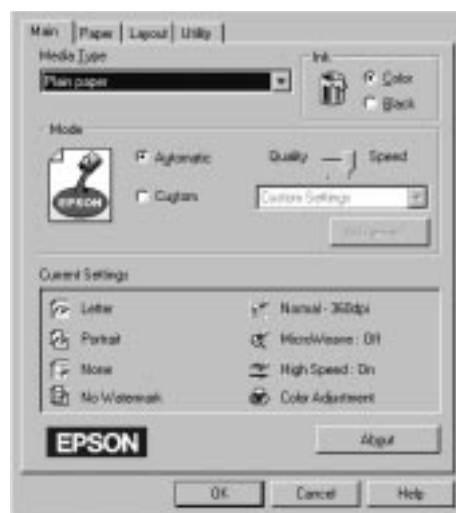 Main Paper Layout Utility
Media Type Ink
Plain paper Color
Black
Mode
Automatic Quality Speed
EPSON
Custom Custom Settings
Current Settings
Letter Normal - 360dpi
Portrait MicroWeave : Off
None High Speed : On
No Watermark Color Adjustment
EPSON About
OK Cancel Help